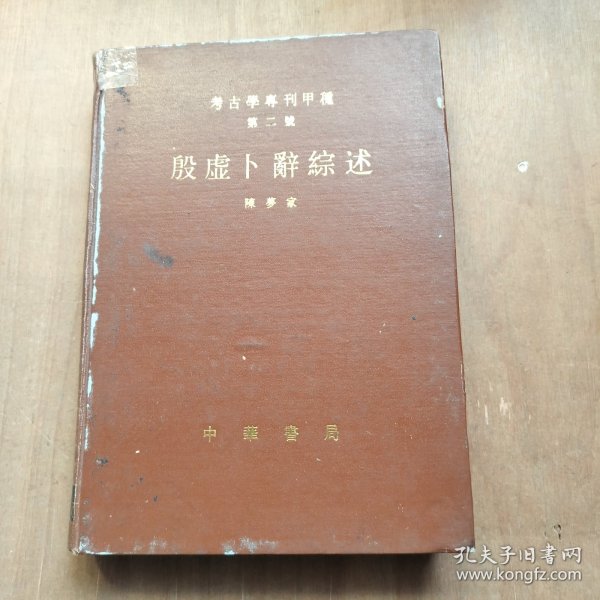 考古學專刊甲種
第二號
殷虛卜辭綜述
陳夢家
中華書局
孔夫子旧书网
www.kongfz.com